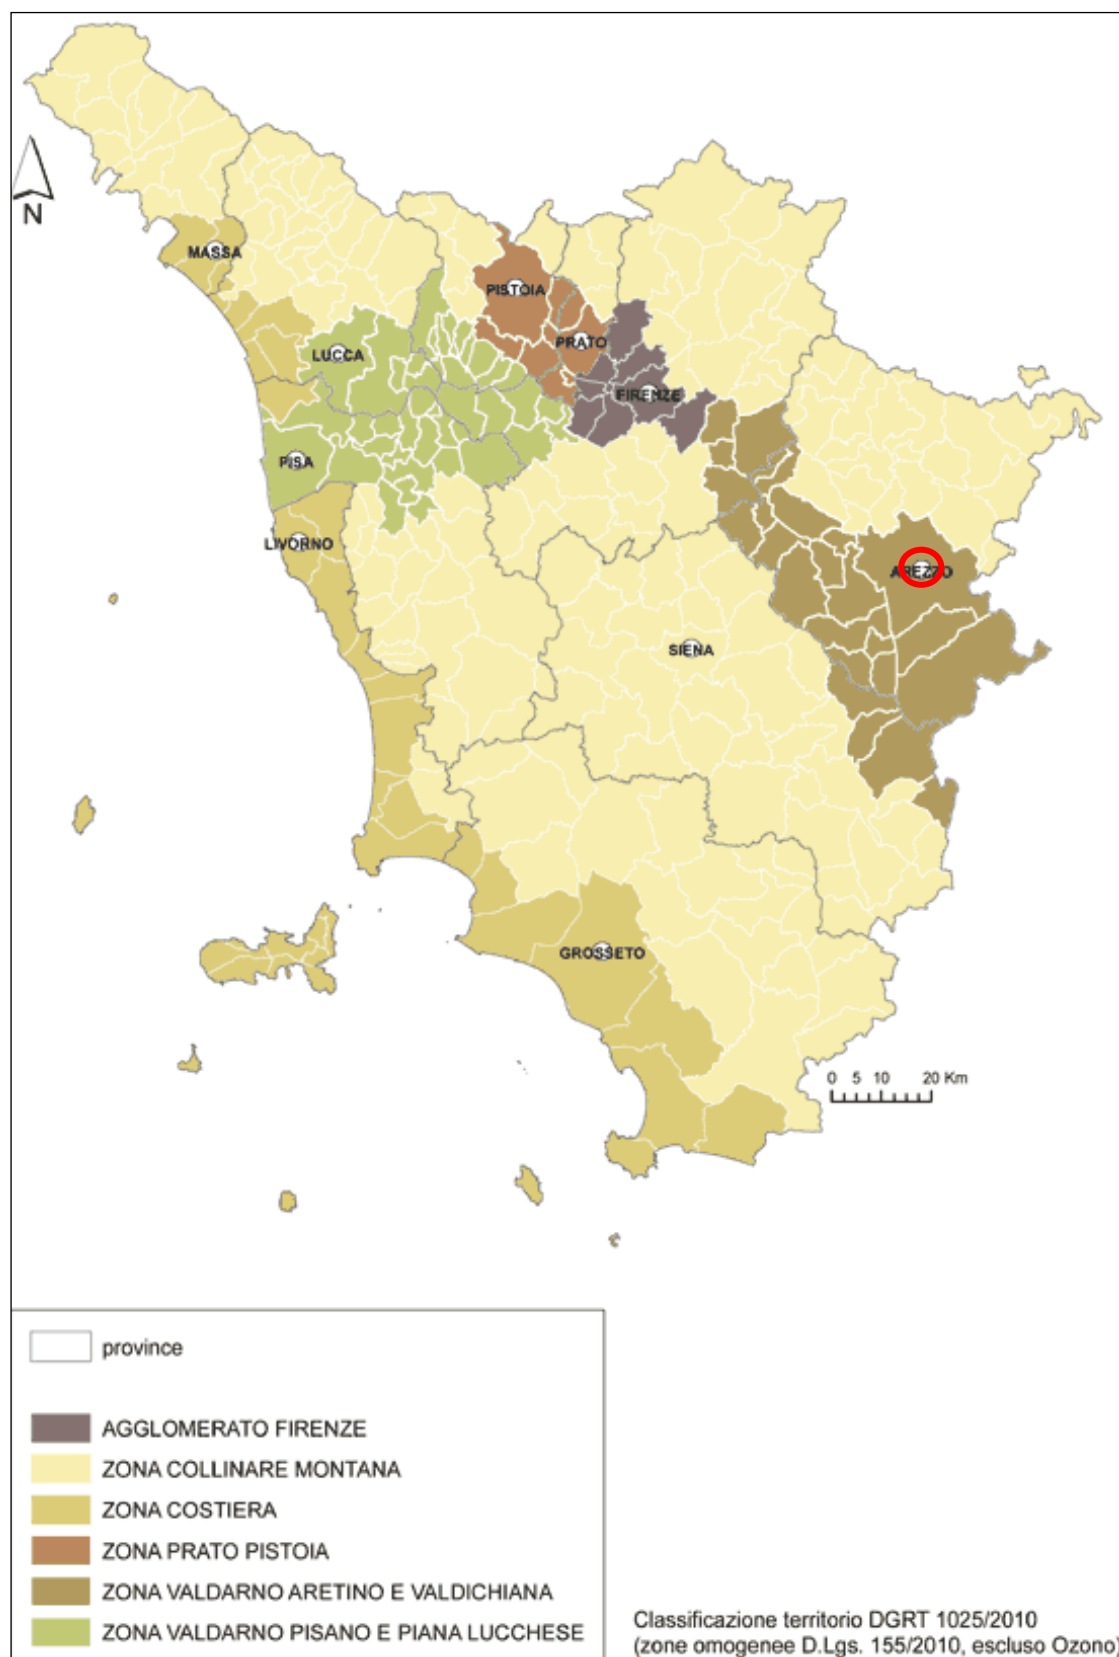 N
MASSA
PISTOIA
PRATO
LUCCA
FIRENZE
PISA
LIVORNO
AREZZO
SIENA
GROSSETO
0 5 10 20 Km
province
AGGLOMERATO FIRENZE
ZONA COLLINARE MONTANA
ZONA COSTIERA
ZONA PRATO PISTOIA
ZONA VALDARNO ARETINO E VALDICHIANA
ZONA VALDARNO PISANO E PIANA LUCCHESE
Classificazione territorio DGRT 1025/2010
(zone omogenee D.Lgs. 155/2010, escluso Ozono)